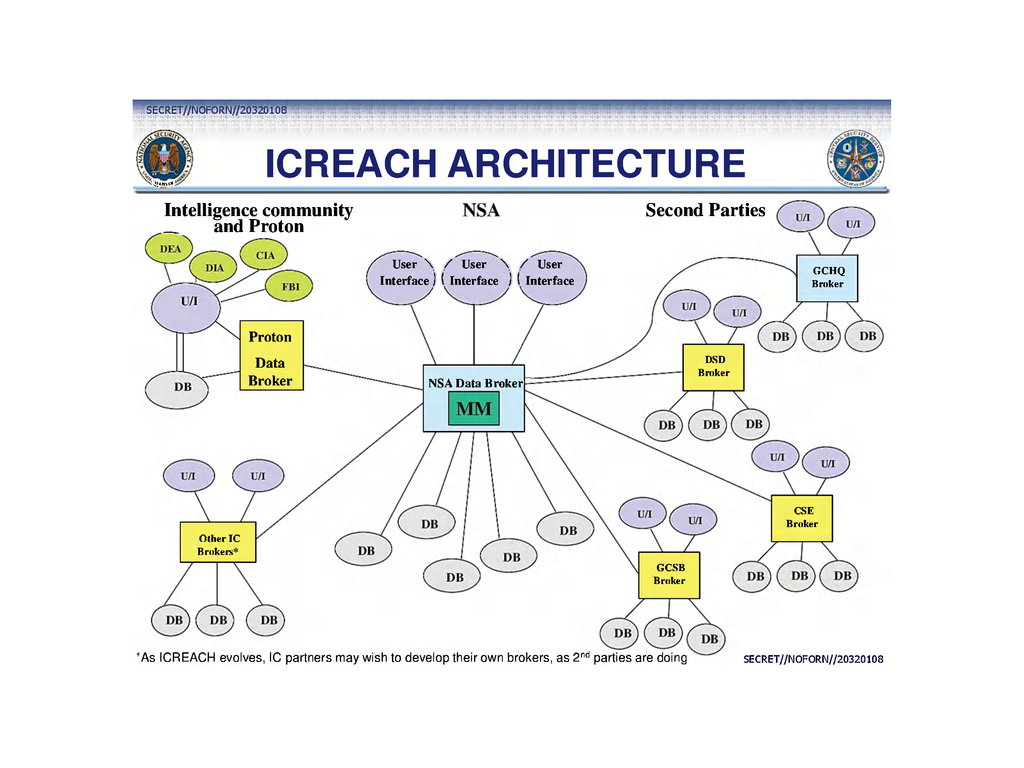 SECRET//NOFORN//20320108
ICREACH ARCHITECTURE
Intelligence community
and Proton
NSA
Second Parties
DEA
DIA
CIA
FBI
U/I
Proton
Data
Broker
DB
User
Interface
User
Interface
User
Interface
NSA Data Broker
MM
U/I
U/I
GCHQ
Broker
DB
DB
DB
U/I
U/I
DSD
Broker
DB
DB
DB
U/I
U/I
CSE
Broker
DB
DB
DB
U/I
U/I
GCSB
Broker
DB
DB
DB
U/I
U/I
Other IC
Brokers*
DB
DB
DB
DB
DB
DB
DB
DB
*As ICREACH evolves, IC partners may wish to develop their own brokers, as 2nd parties are doing
SECRET//NOFORN//20320108